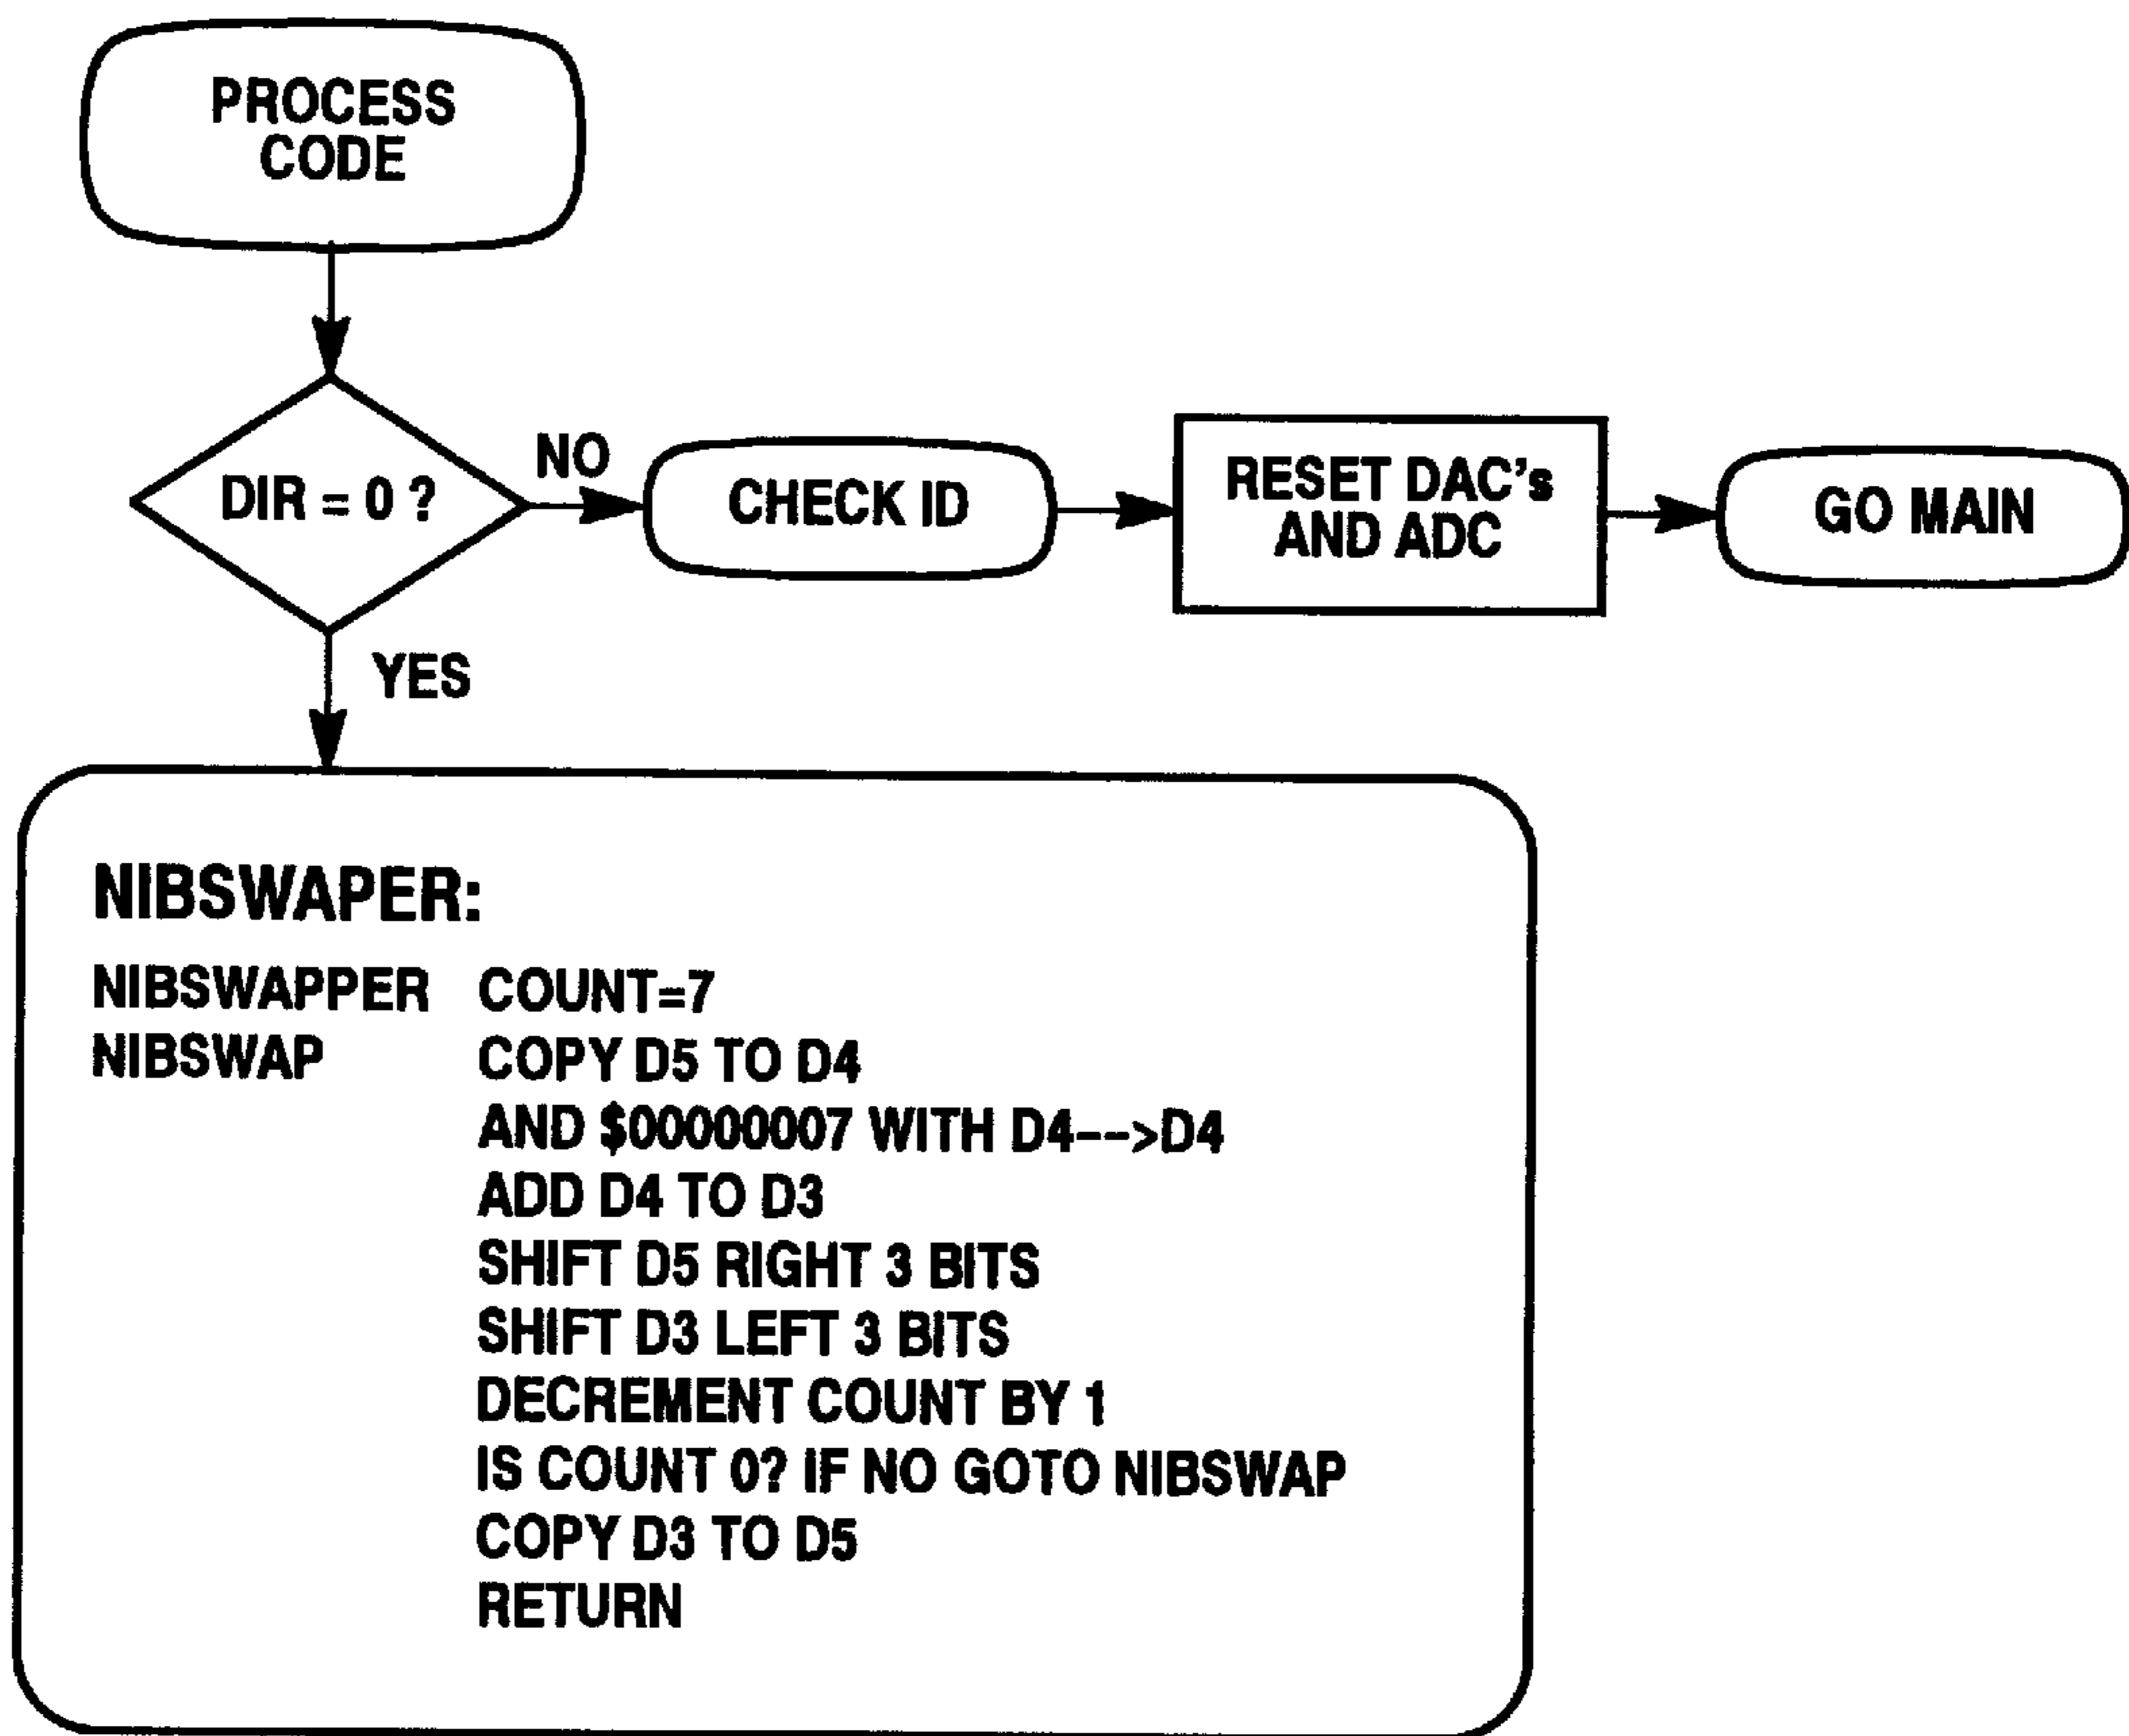 PROCESS
CODE
DIR = 0 ?
NO
CHECK ID
RESET DAC's
AND ADC
GO MAIN
YES
NIBSWAPER:
NIBSWAPPER COUNT=7
NIBSWAP COPY D5 TO D4
AND $00000007 WITH D4-->D4
ADD D4 TO D3
SHIFT D5 RIGHT 3 BITS
SHIFT D3 LEFT 3 BITS
DECREMENT COUNT BY 1
IS COUNT 0? IF NO GOTO NIBSWAP
COPY D3 TO D5
RETURN